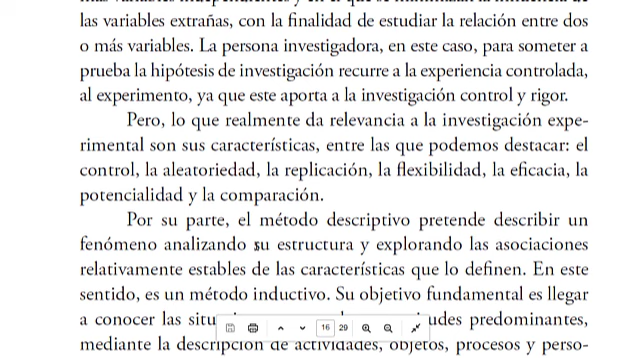 las variables extrañas, con la finalidad de estudiar la relación entre dos
o más variables. La persona investigadora, en este caso, para someter a
prueba la hipótesis de investigación recurre a la experiencia controlada,
al experimento, ya que este aporta a la investigación control y rigor.
Pero, lo que realmente da relevancia a la investigación expe-
rimental son sus características, entre las que podemos destacar: el
control, la aleatoriedad, la replicación, la flexibilidad, la eficacia, la
potencialidad y la comparación.
Por su parte, el método descriptivo pretende describir un
fenómeno analizando su estructura y explorando las asociaciones
relativamente estables de las características que lo definen. En este
sentido, es un método inductivo. Su objetivo fundamental es llegar
a conocer las predominantes,
16 29
mediante la descripción de actividades, objetos, procesos y perso-